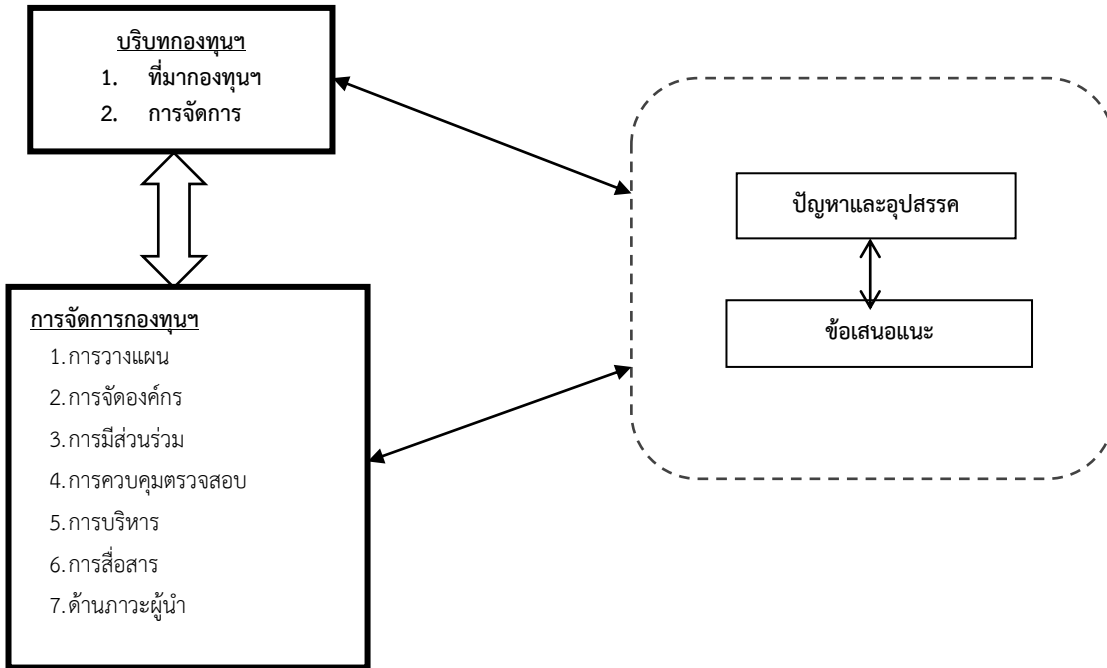 บริบทกองทุนฯ
1. ที่มากองทุนฯ
2. การจัดการ
ปัญหาและอุปสรรค
ข้อเสนอแนะ
การจัดการกองทุนฯ
1.การวางแผน
2.การจัดองค์กร
3.การมีส่วนร่วม
4.การควบคุมตรวจสอบ
5.การบริหาร
6.การสื่อสาร
7.ด้านภาวะผู้นำ